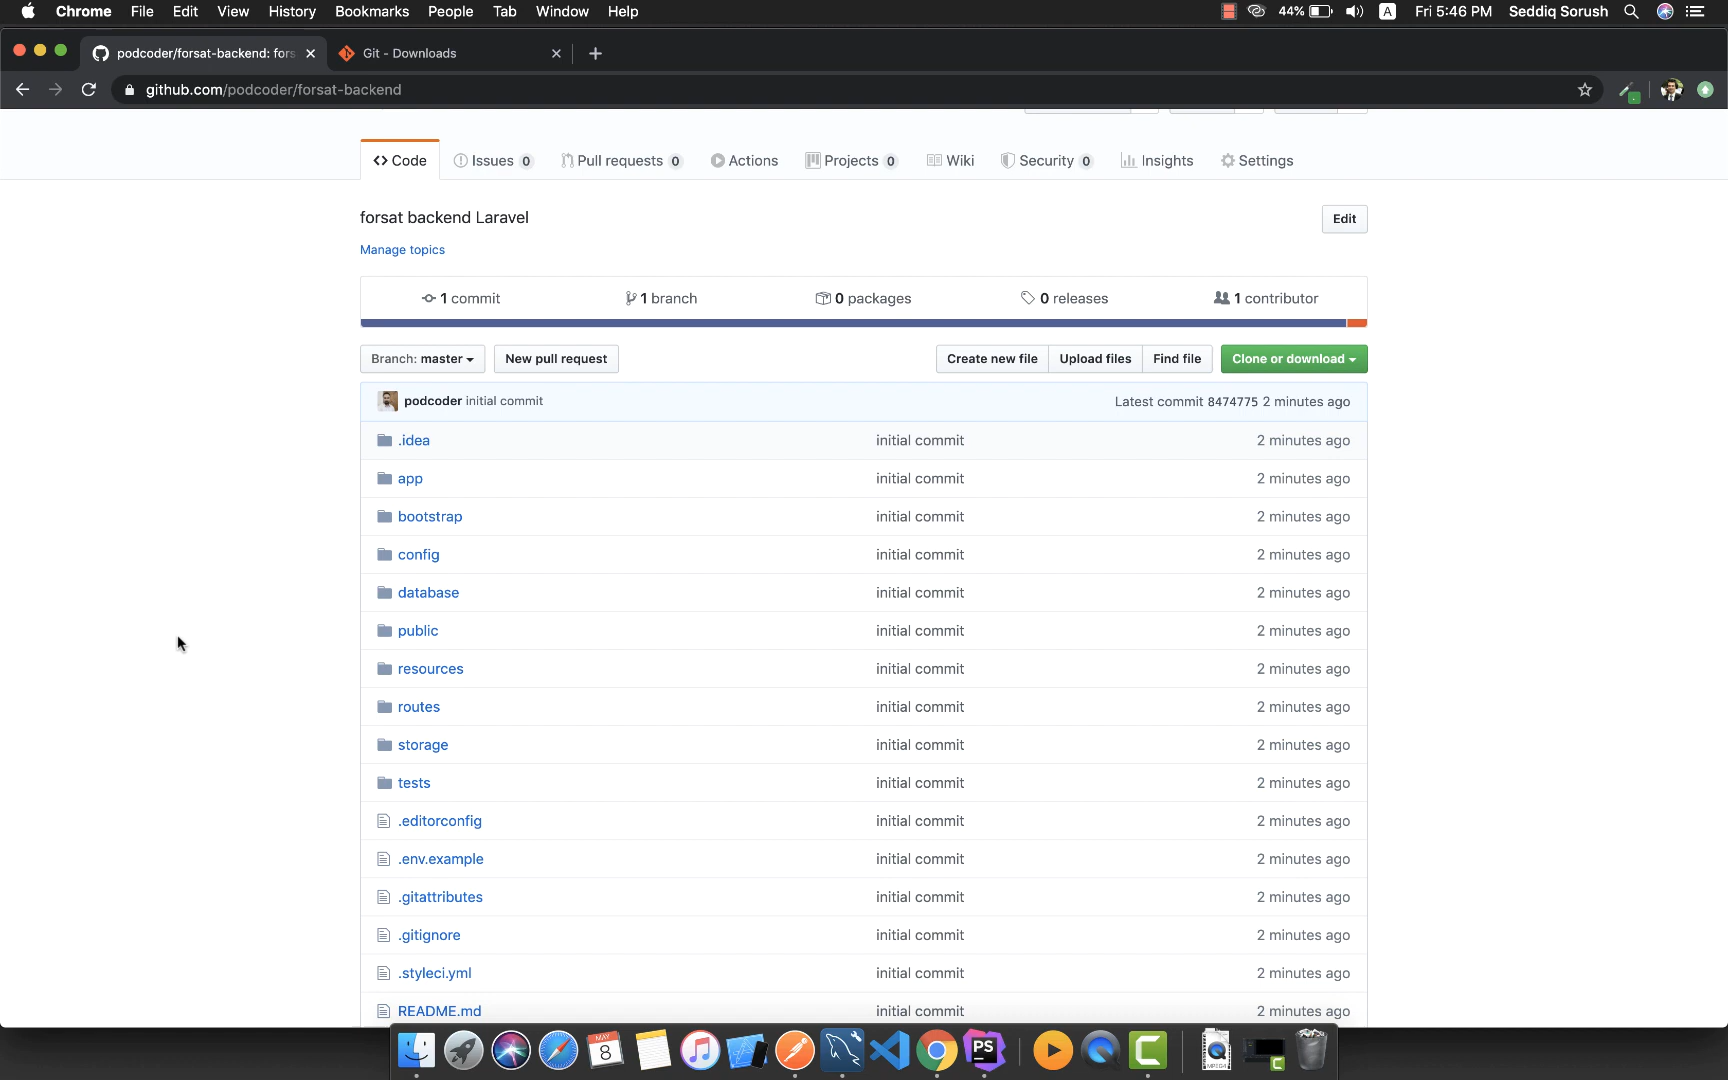 Chrome File Edit View History Bookmarks People Tab Window Help 44% A Fri 5:46 PM Seddiq Sorush
podcoder/forsat-backend: fors Git - Downloads
github.com/podcoder/forsat-backend
Code Issues 0 Pull requests 0 Actions Projects 0 Wiki Security 0 Insights Settings
forsat backend Laravel Edit
Manage topics
1 commit 1 branch 0 packages 0 releases 1 contributor
Branch: master New pull request Create new file Upload files Find file Clone or download
podcoder initial commit Latest commit 8474775 2 minutes ago
.idea initial commit 2 minutes ago
app initial commit 2 minutes ago
bootstrap initial commit 2 minutes ago
config initial commit 2 minutes ago
database initial commit 2 minutes ago
public initial commit 2 minutes ago
resources initial commit 2 minutes ago
routes initial commit 2 minutes ago
storage initial commit 2 minutes ago
tests initial commit 2 minutes ago
.editorconfig initial commit 2 minutes ago
.env.example initial commit 2 minutes ago
.gitattributes initial commit 2 minutes ago
.gitignore initial commit 2 minutes ago
.styleci.yml initial commit 2 minutes ago
README.md initial commit 2 minutes ago
MAY
8
PS
MPEG4